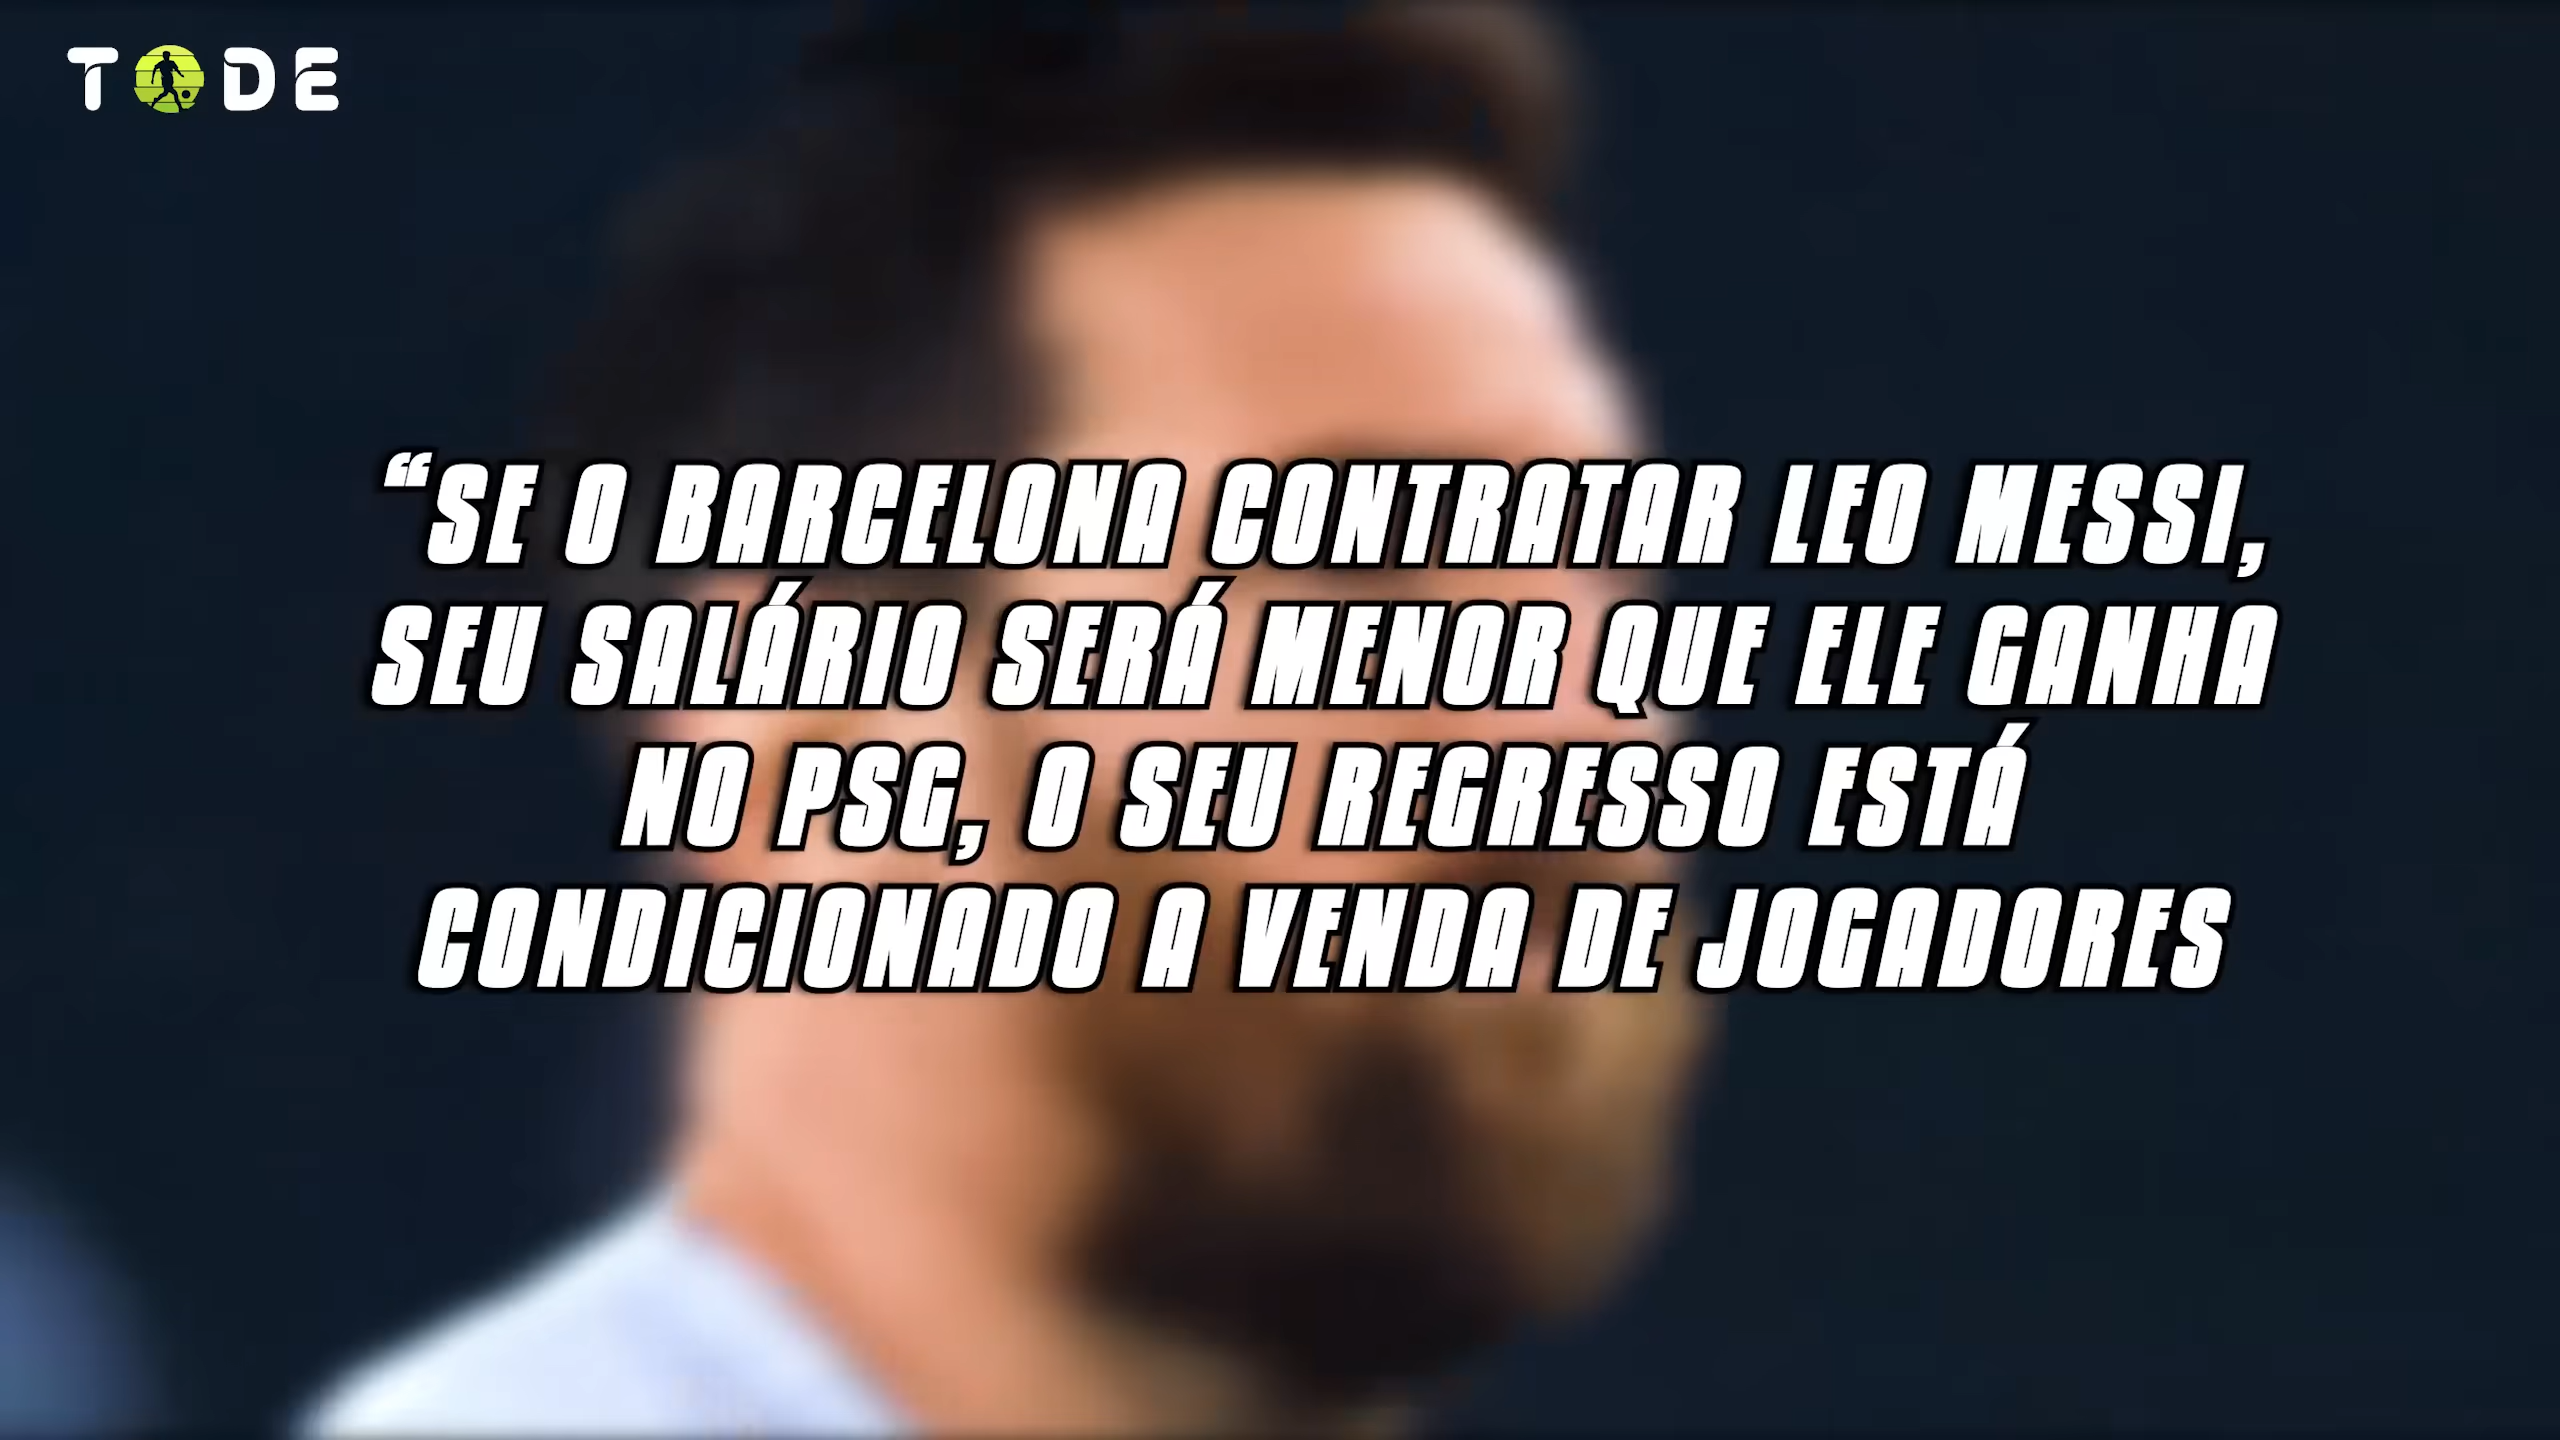 TODE
“SE O BARCELONA CONTRATAR LEO MESSI,
SEU SALÁRIO SERÁ MENOR QUE ELE GANHA
NO PSG, O SEU REGRESSO ESTÁ
CONDICIONADO A VENDA DE JOGADORES